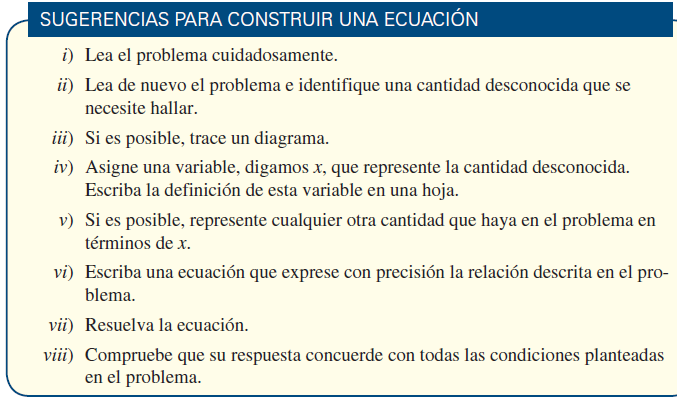 SUGERENCIAS PARA CONSTRUIR UNA ECUACIÓN
i) Lea el problema cuidadosamente.
ii) Lea de nuevo el problema e identifique una cantidad desconocida que se
necesite hallar.
iii) Si es posible, trace un diagrama.
iv) Asigne una variable, digamos x, que represente la cantidad desconocida.
Escriba la definición de esta variable en una hoja.
v) Si es posible, represente cualquier otra cantidad que haya en el problema en
términos de x.
vi) Escriba una ecuación que exprese con precisión la relación descrita en el pro-
blema.
vii) Resuelva la ecuación.
viii) Compruebe que su respuesta concuerde con todas las condiciones planteadas
en el problema.